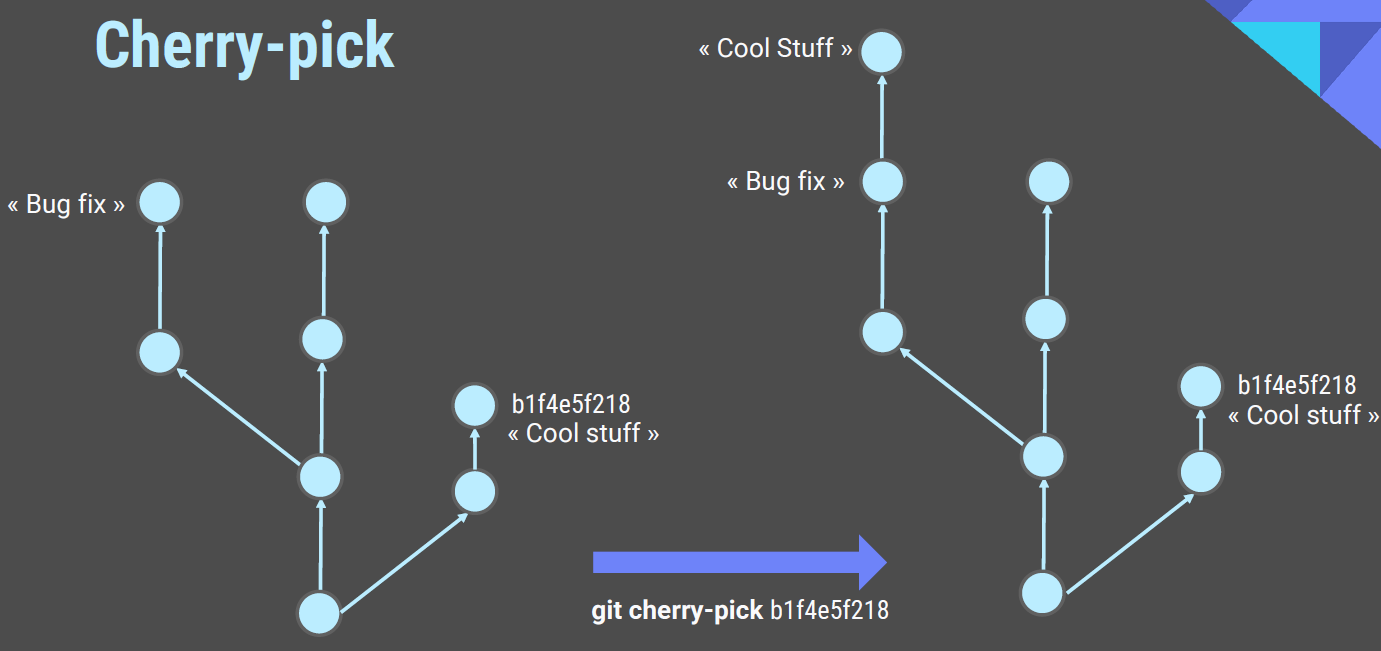 Cherry-pick
« Bug fix »
b1f4e5f218
« Cool stuff »
git cherry-pick b1f4e5f218
« Cool Stuff »
« Bug fix »
b1f4e5f218
« Cool stuff »